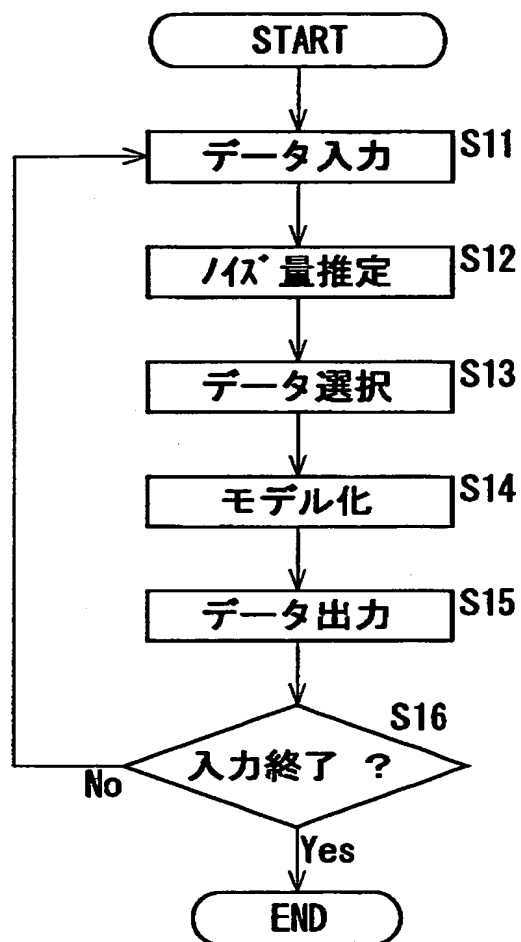 START
データ入力 S11
ノイズ量推定 S12
データ選択 S13
モデル化 S14
データ出力 S15
S16
入力終了 ?
No
Yes
END